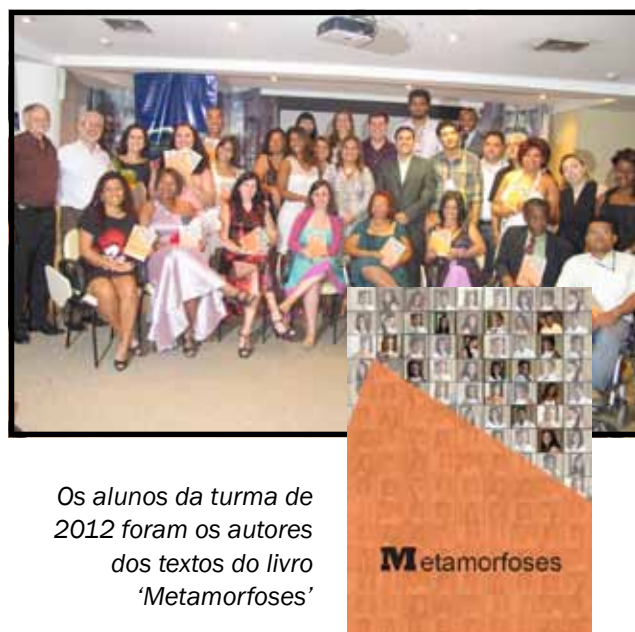 Os alunos da turma de
2012 foram os autores
dos textos do livro
‘Metamorfoses’
Metamorfoses